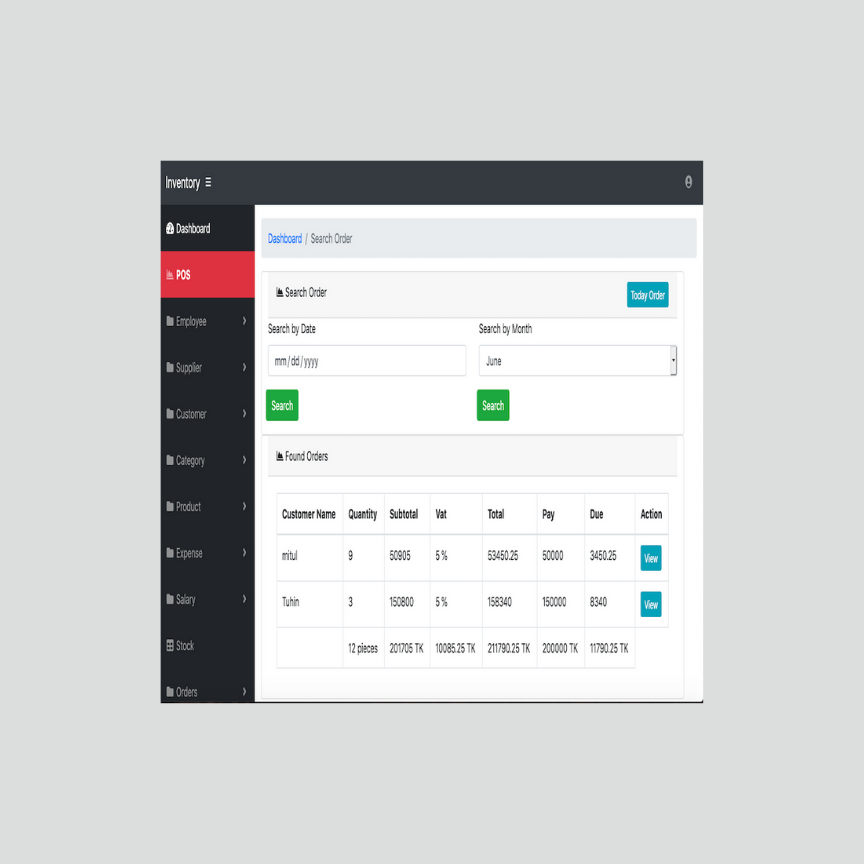 Inventory
Dashboard
POS
Employee
Supplier
Customer
Category
Product
Expense
Salary
Stock
Orders
Dashboard / Search Order
Search Order
Today Order
Search by Date
Search by Month
mm/dd/yyyy
June
Search
Search
Found Orders
Customer Name Quantity Subtotal Vat Total Pay Due Action
mitul 9 50905 5 % 53450.25 50000 3450.25 View
Tuhin 3 150800 5 % 158340 150000 8340 View
12 pieces 201705 TK 10085.25 TK 211790.25 TK 200000 TK 11790.25 TK